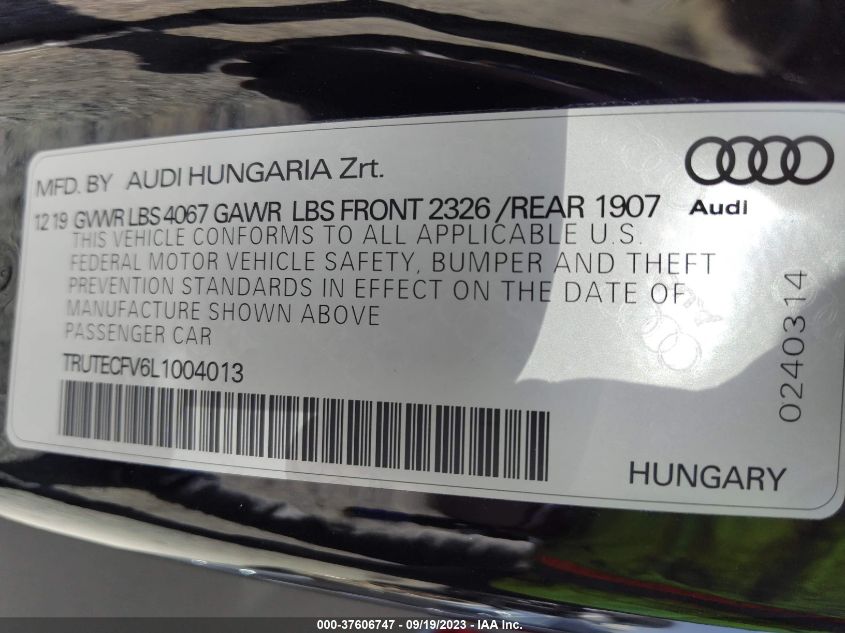 MFD. BY AUDI HUNGARIA Zrt.
12 19 GVWR LBS 4067 GAWR LBS FRONT 2326 / REAR 1907
Audi
THIS VEHICLE CONFORMS TO ALL APPLICABLE U.S.
FEDERAL MOTOR VEHICLE SAFETY, BUMPER AND THEFT
PREVENTION STANDARDS IN EFFECT ON THE DATE OF
MANUFACTURE SHOWN ABOVE
PASSENGER CAR
TRUTECFV6L1004013
0240314
HUNGARY
000-37606747 - 09/19/2023 - IAA Inc.